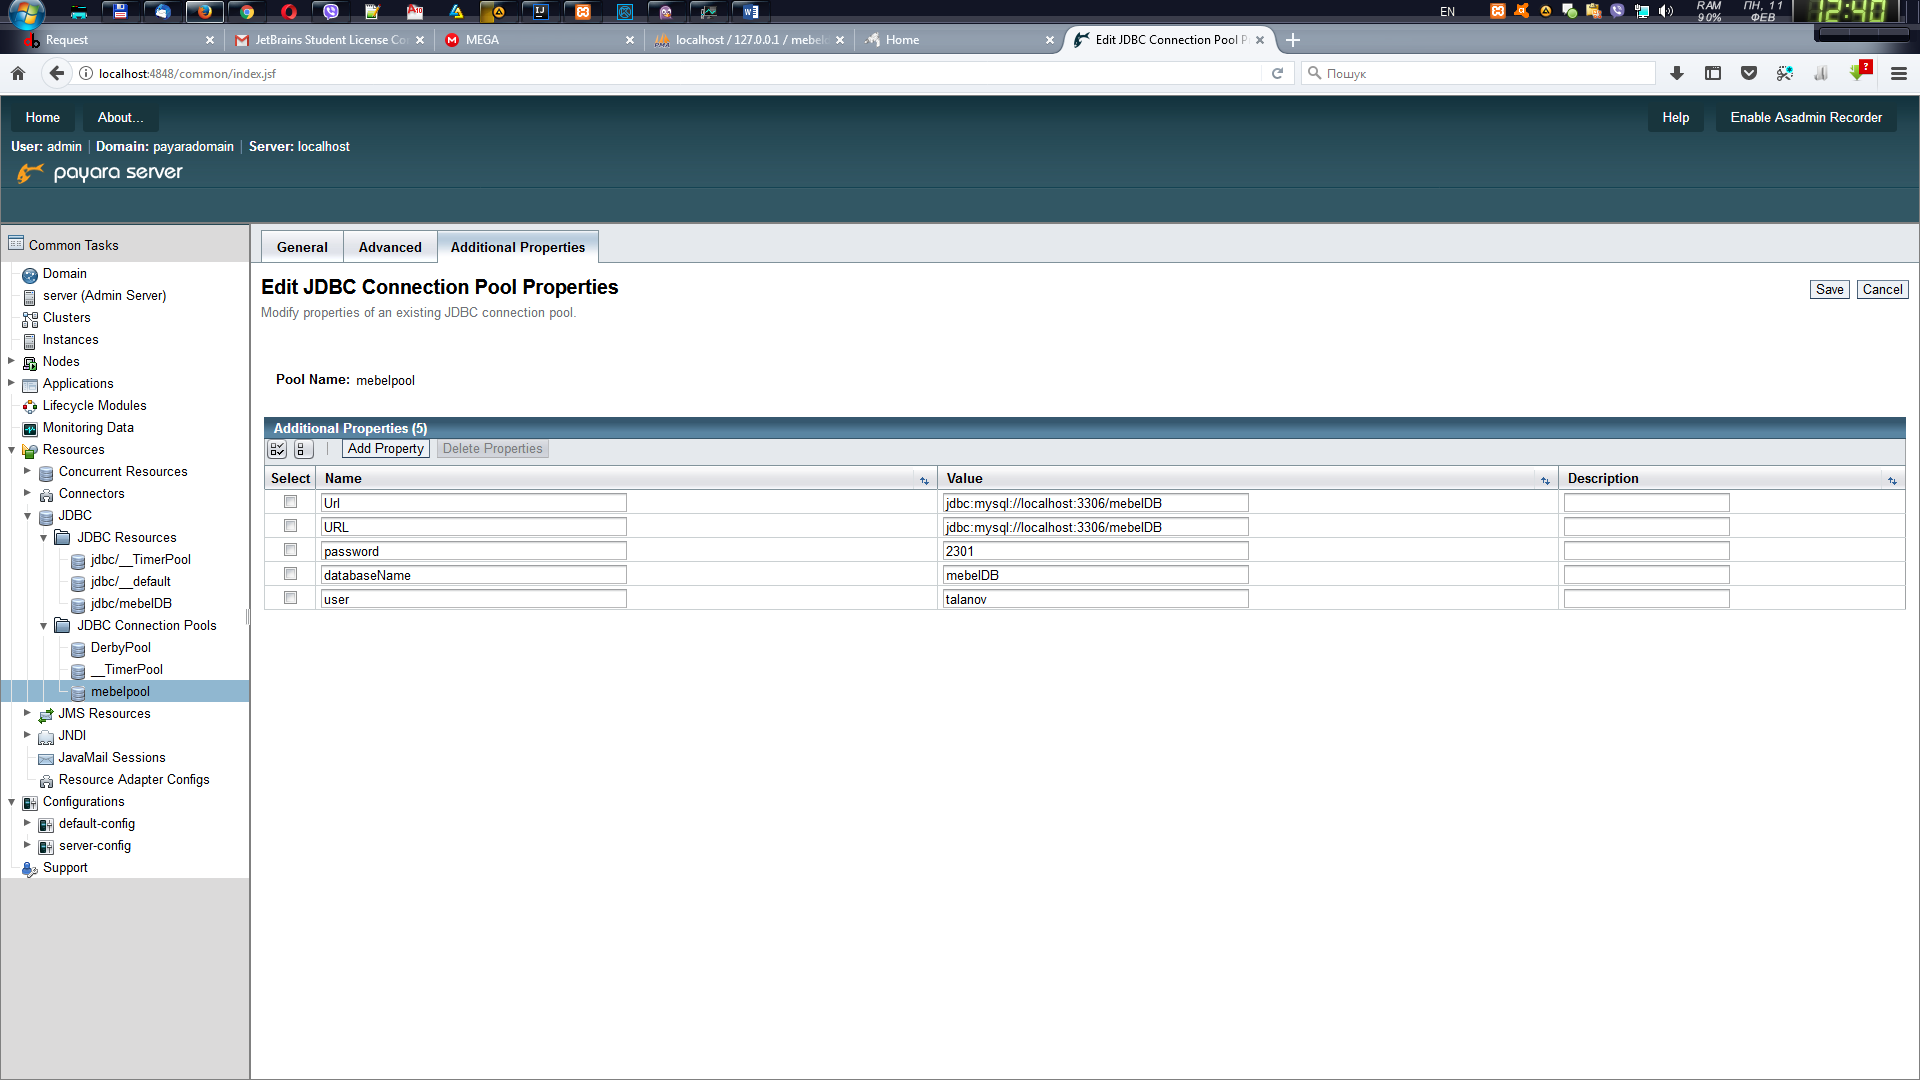 EN
RAM
90%
ПН, 11
ФЕВ
12:40
Request
JetBrains Student License Co
MEGA
localhost / 127.0.0.1 / mebel
Home
Edit JDBC Connection Pool P
localhost:4848/common/index.jsf
Пошук
Home
About...
Help
Enable Asadmin Recorder
User: admin
Domain: payaradomain
Server: localhost
payara server
Common Tasks
Domain
server (Admin Server)
Clusters
Instances
Nodes
Applications
Lifecycle Modules
Monitoring Data
Resources
Concurrent Resources
Connectors
JDBC
JDBC Resources
jdbc/__TimerPool
jdbc/__default
jdbc/mebelDB
JDBC Connection Pools
DerbyPool
__TimerPool
mebelpool
JMS Resources
JNDI
JavaMail Sessions
Resource Adapter Configs
Configurations
default-config
server-config
Support
General
Advanced
Additional Properties
Edit JDBC Connection Pool Properties
Save
Cancel
Modify properties of an existing JDBC connection pool.
Pool Name: mebelpool
Additional Properties (5)
Add Property
Delete Properties
Select
Name
Value
Description
Url
jdbc:mysql://localhost:3306/mebelDB
URL
jdbc:mysql://localhost:3306/mebelDB
password
2301
databaseName
mebelDB
user
talanov